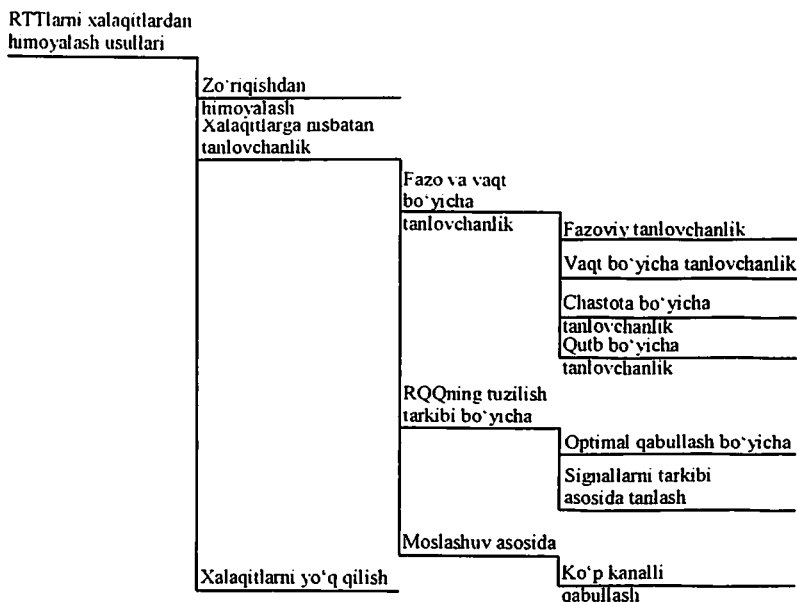 RTTlarni xalaqitlardan
himoyalash usullari
Zo‘riqishdan
himoyalash
Xalaqitlarga nisbatan
tanlovchanlik
Fazo va vaqt
bo‘yicha
tanlovchanlik
Fazoviy tanlovchanlik
Vaqt bo‘yicha tanlovchanlik
Chastota bo‘yicha
tanlovchanlik
Qutb bo‘yicha
tanlovchanlik
RQQning tuzilish
tarkibi bo‘yicha
Optimal qabullash bo‘yicha
Signallarni tarkibi
asosida tanlash
Moslashuv asosida
Ko‘p kanalli
qabullash
Xalaqitlarni yo‘q qilish